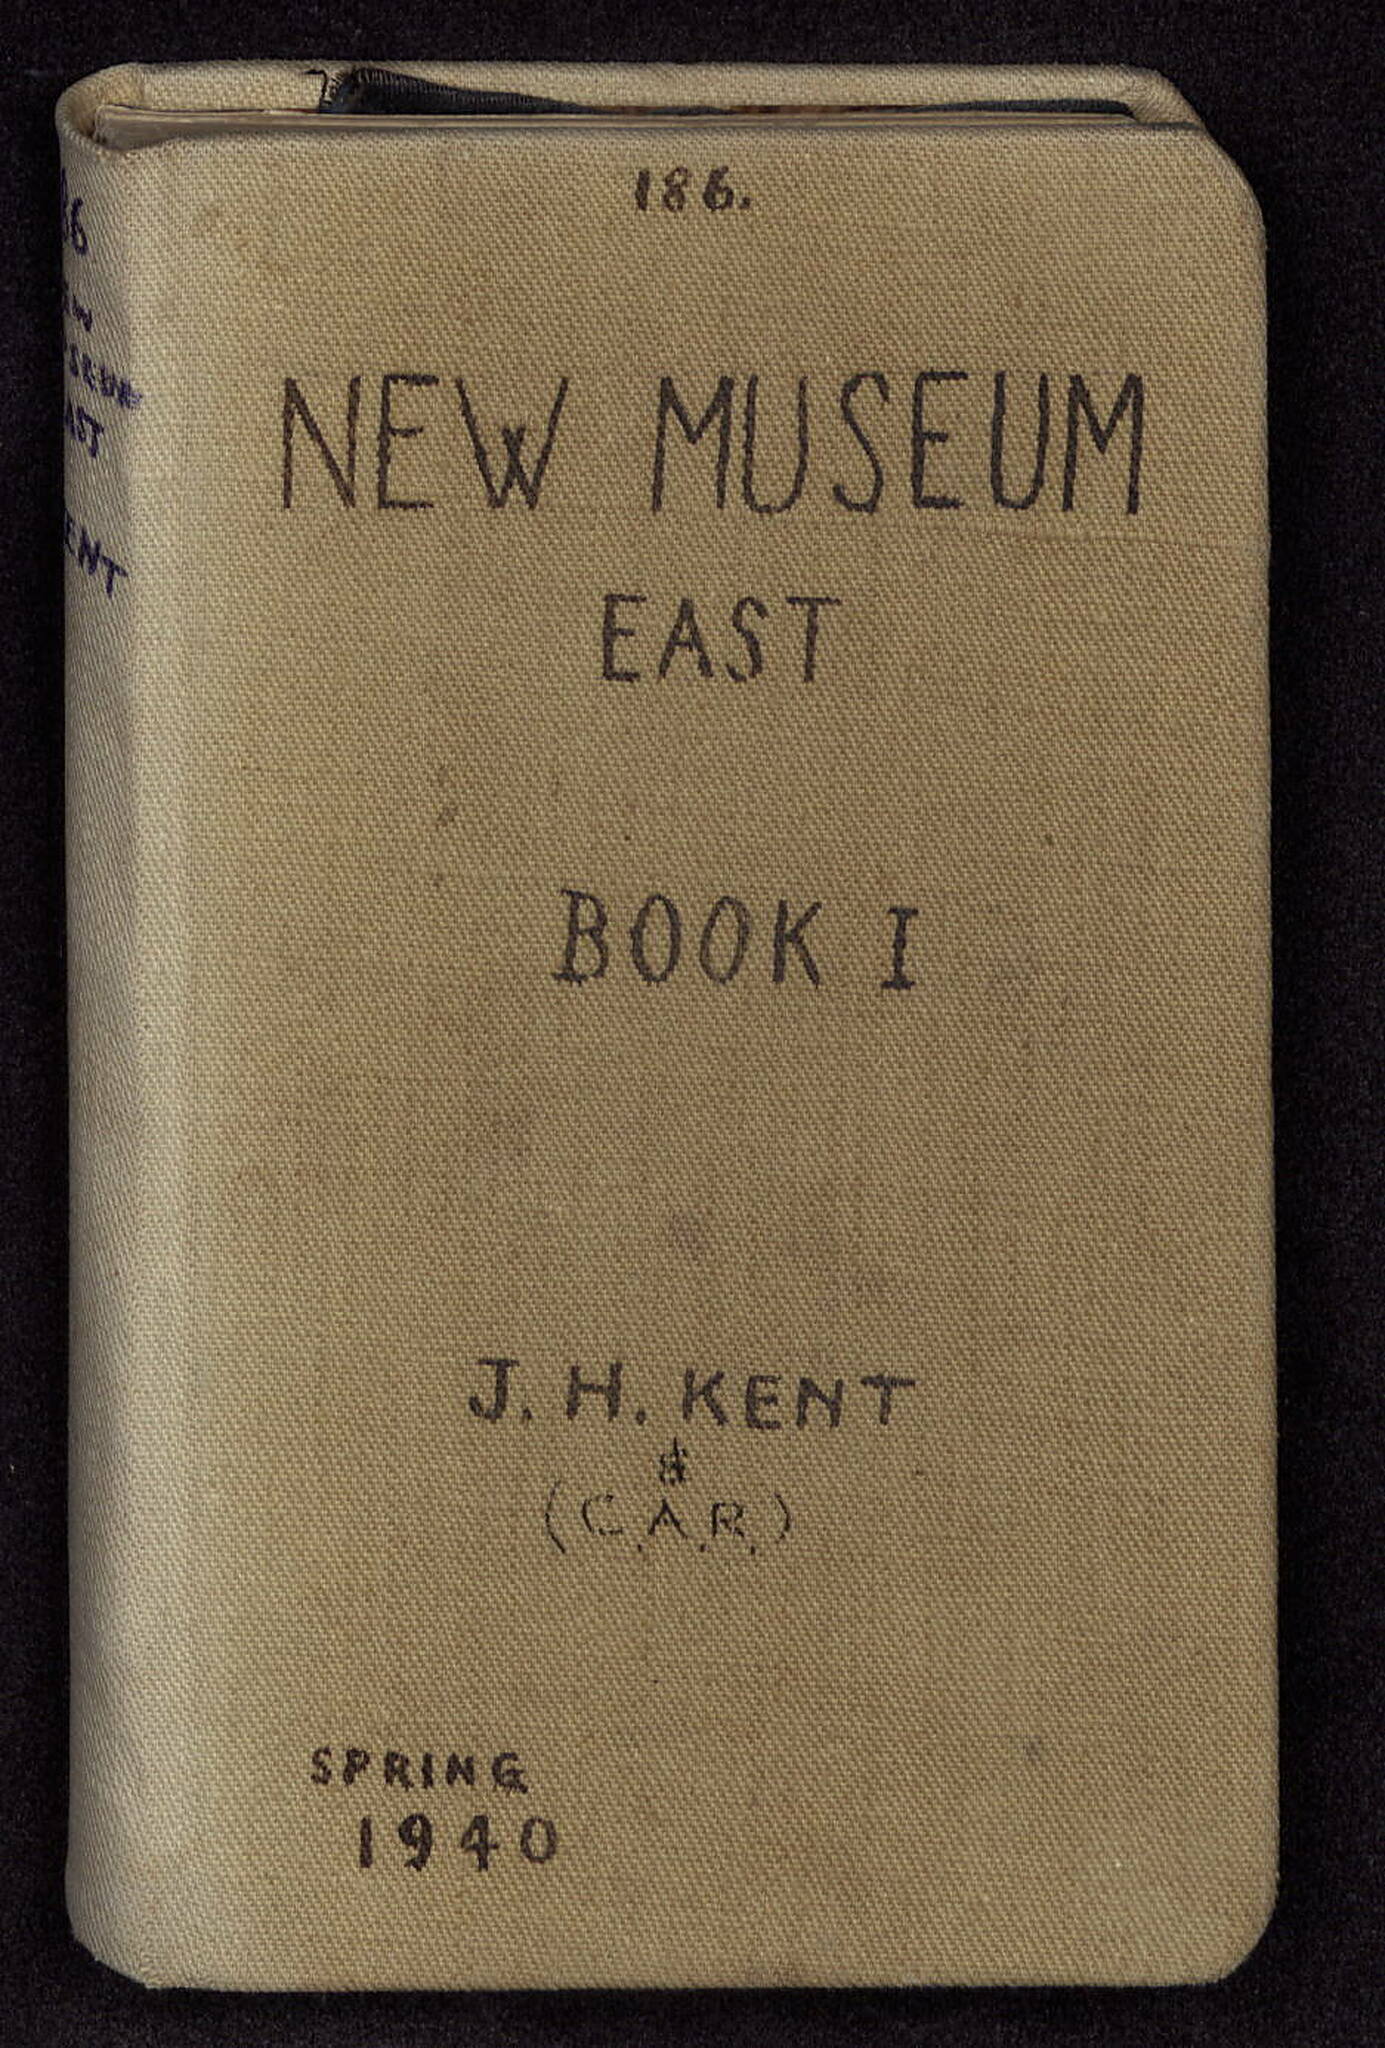 186.
NEW MUSEUM
EAST
BOOK I
J. H. KENT
&
(C.A.R.)
SPRING
1940